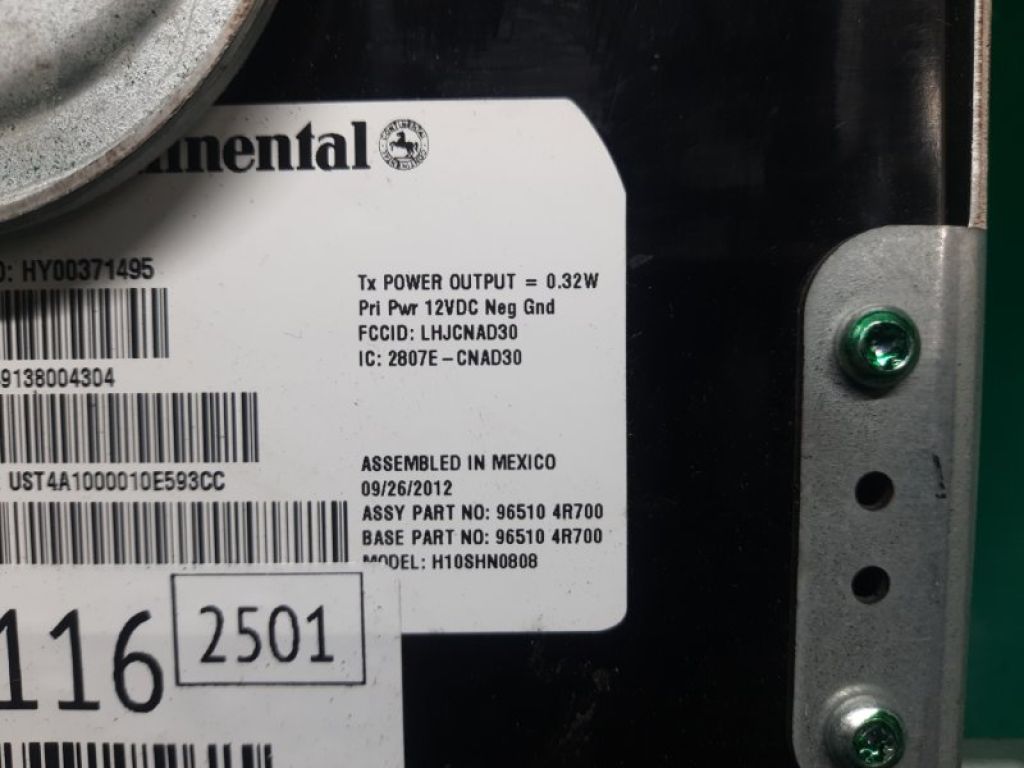 Continental
D: HY00371495
Tx POWER OUTPUT = 0.32W
Pri Pwr 12VDC Neg Gnd
FCCID: LHJCNAD30
IC: 2807E-CNAD30
9138004304
UST4A1000010E593CC
ASSEMBLED IN MEXICO
09/26/2012
ASSY PART NO: 96510 4R700
BASE PART NO: 96510 4R700
MODEL: H10SHN0808
116
2501